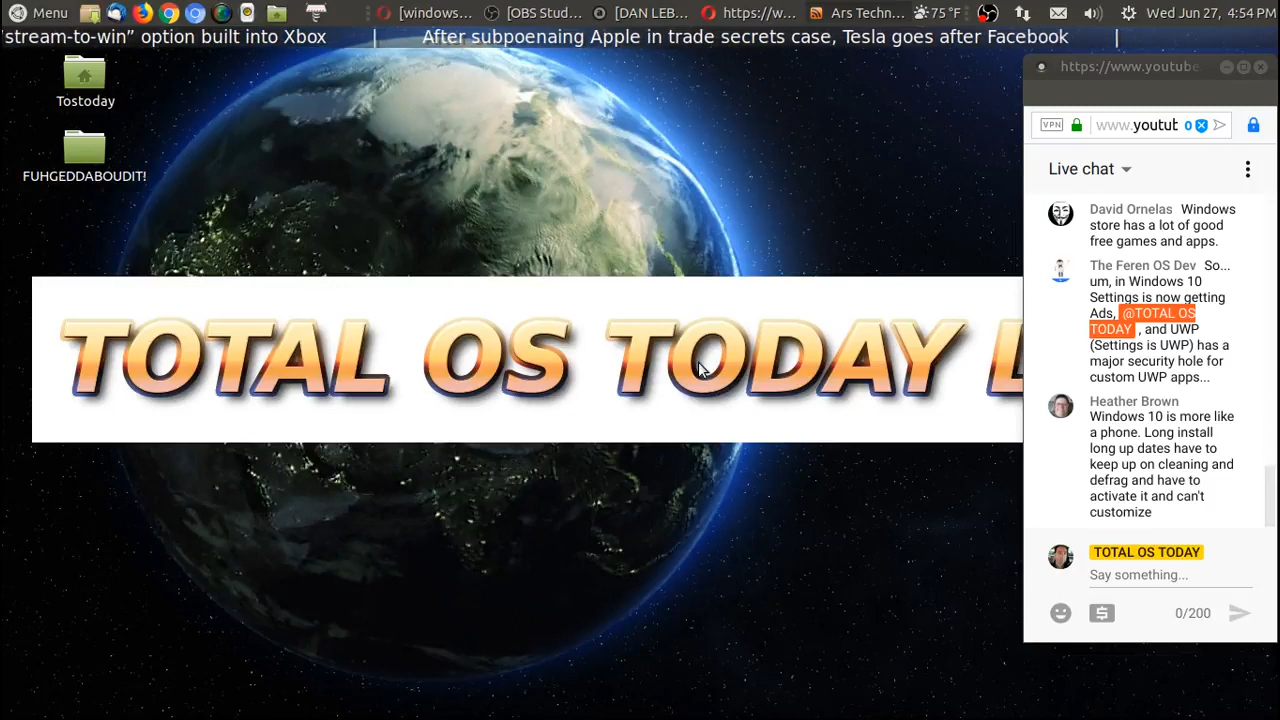 Menu [windows... [OBS Stud... [DAN LEB... https://w... Ars Techn... 75°F Wed Jun 27, 4:54 PM
"stream-to-win” option built into Xbox | After subpoenaing Apple in trade secrets case, Tesla goes after Facebook |
Tostoday
FUHGEDDABOUDIT!
TOTAL OS TODAY L
https://www.youtube
VPN www.youtub 0
Live chat
David Ornelas Windows
store has a lot of good
free games and apps.
The Feren OS Dev So...
um, in Windows 10
Settings is now getting
Ads, @TOTAL OS
TODAY , and UWP
(Settings is UWP) has a
major security hole for
custom UWP apps...
Heather Brown
Windows 10 is more like
a phone. Long install
long up dates have to
keep up on cleaning and
defrag and have to
activate it and can't
customize
TOTAL OS TODAY
Say something...
0/200